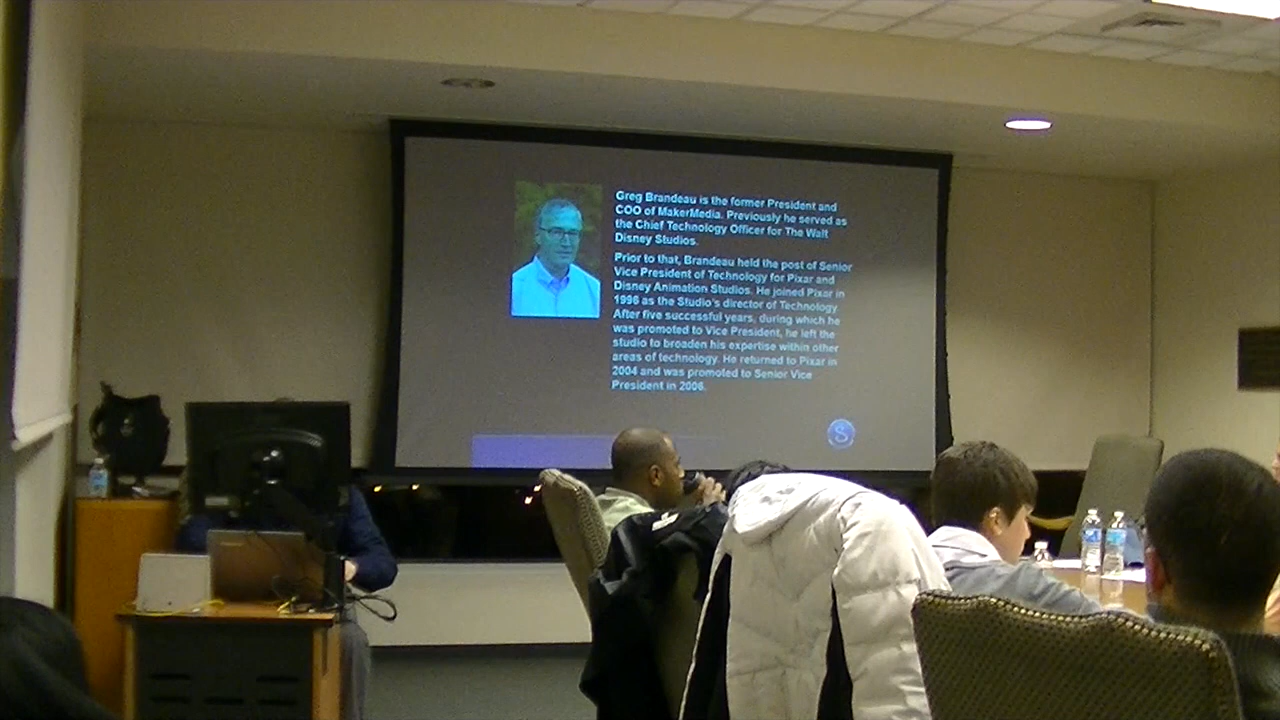 Greg Brandeau is the former President and
COO of MakerMedia. Previously he served as
the Chief Technology Officer for The Walt
Disney Studios.
Prior to that, Brandeau held the post of Senior
Vice President of Technology for Pixar and
Disney Animation Studios. He joined Pixar in
1996 as the Studio's director of Technology
After five successful years, during which he
was promoted to Vice President, he left the
studio to broaden his expertise within other
areas of technology. He returned to Pixar in
2004 and was promoted to Senior Vice
President in 2006.
S